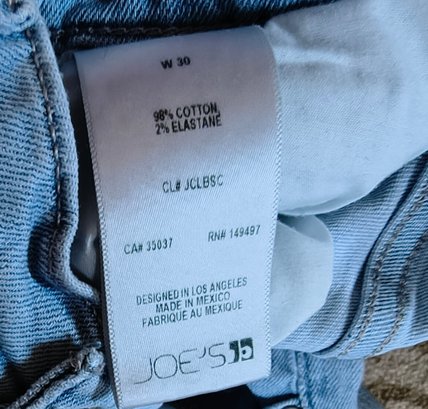 W 30
98% COTTON,
2% ELASTANE
CL# JCLBSC
CA# 35037 RN# 149497
DESIGNED IN LOS ANGELES
MADE IN MEXICO
FABRIQUE AU MEXIQUE
JOE'S